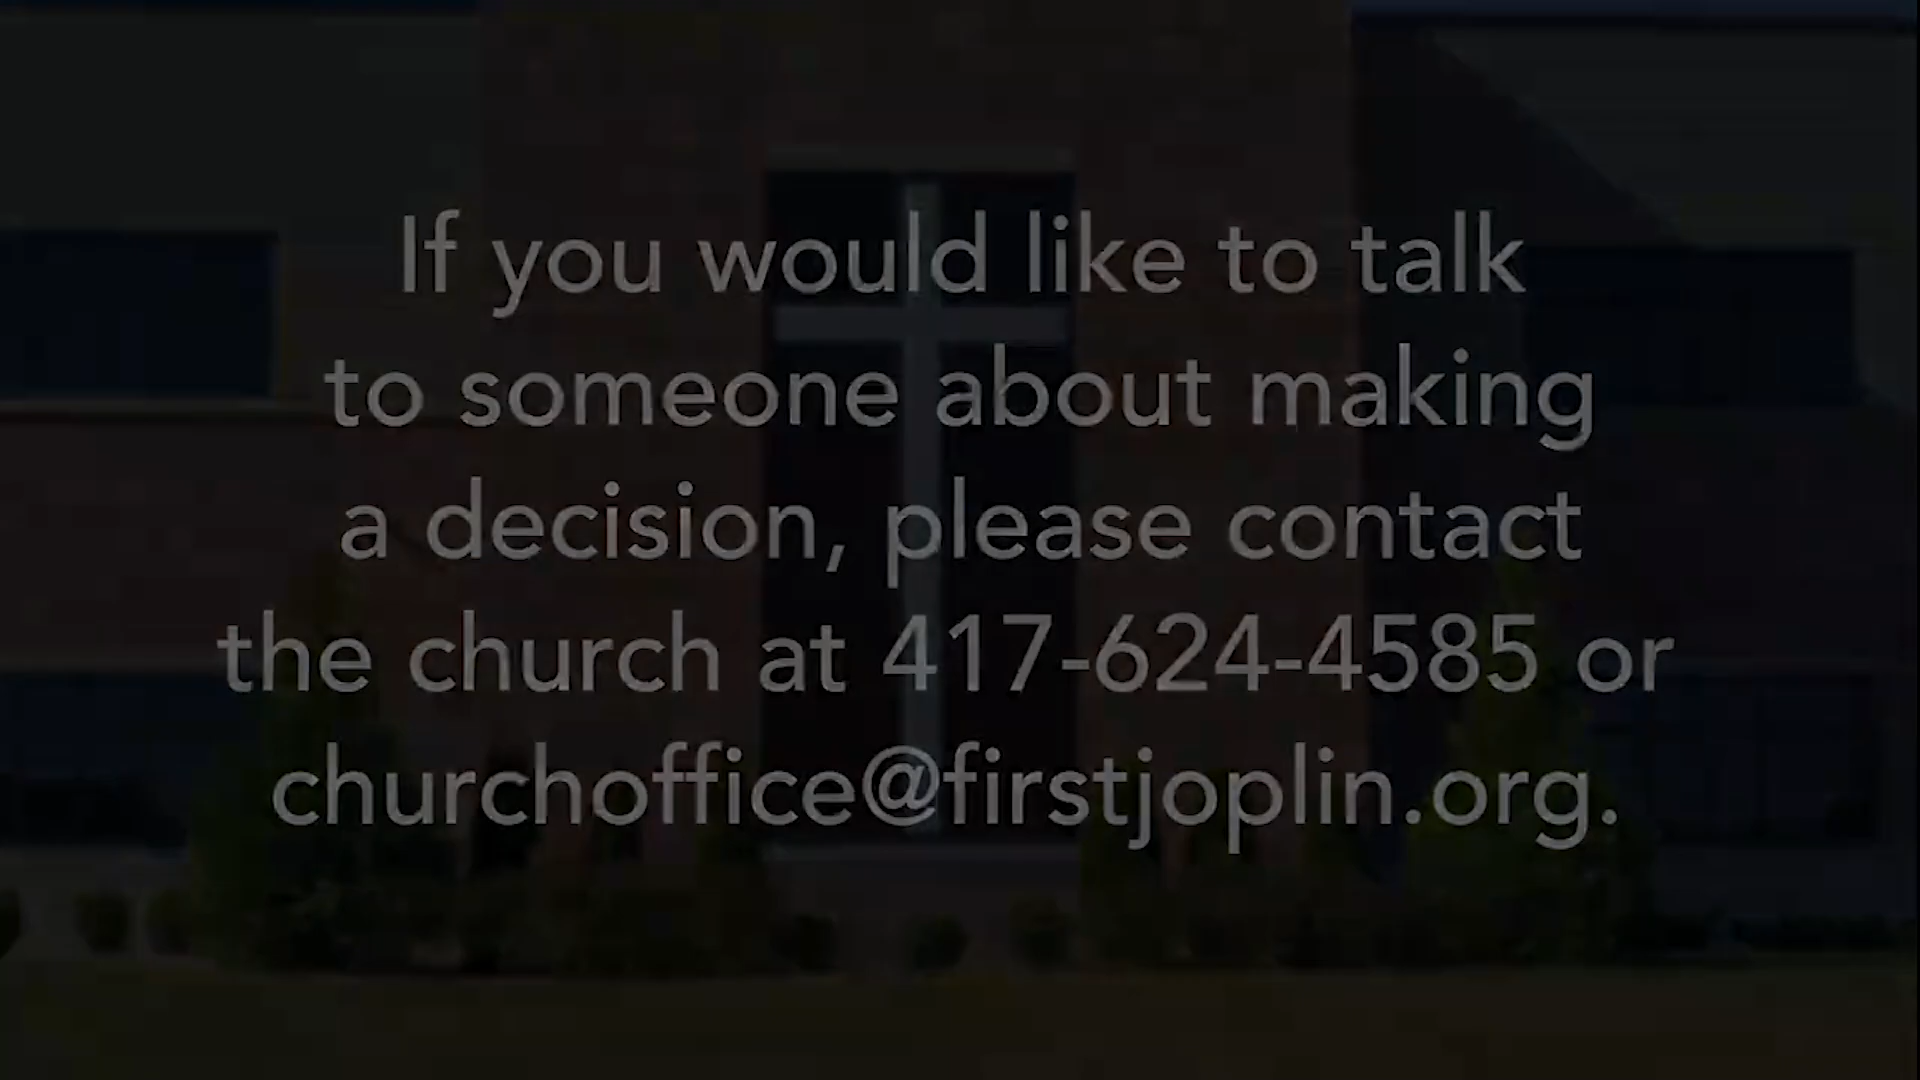 If you would like to talk
to someone about making
a decision, please contact
the church at 417-624-4585 or
churchoffice@firstjoplin.org.